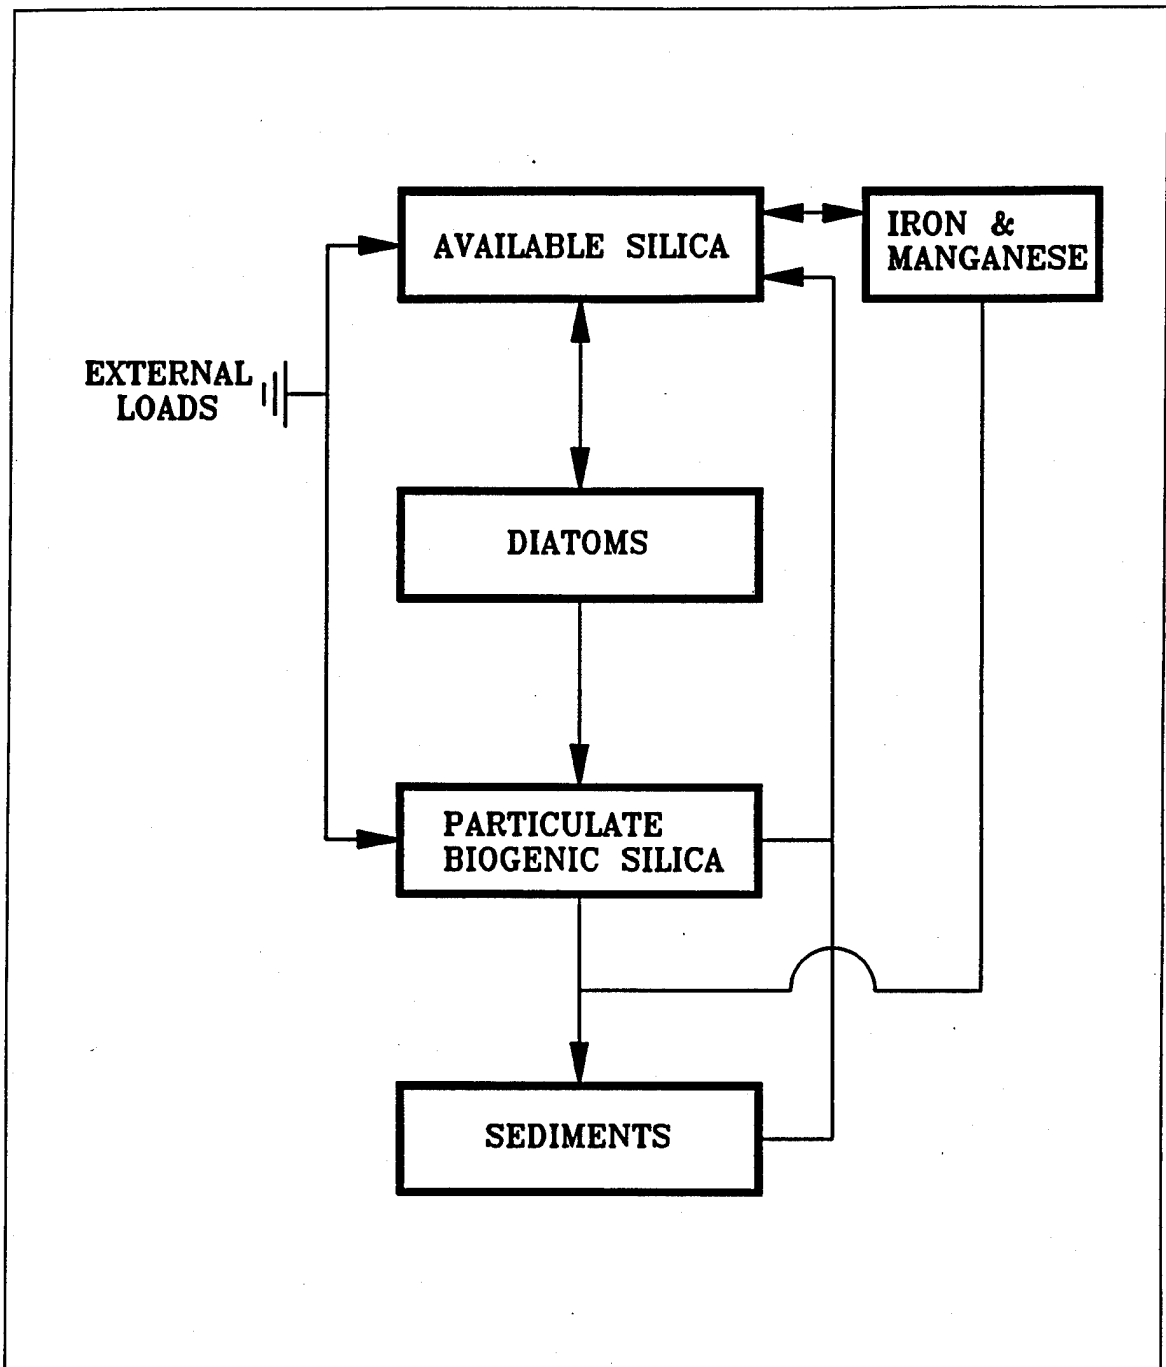 AVAILABLE SILICA
IRON &
MANGANESE
EXTERNAL
LOADS
DIATOMS
PARTICULATE
BIOGENIC SILICA
SEDIMENTS